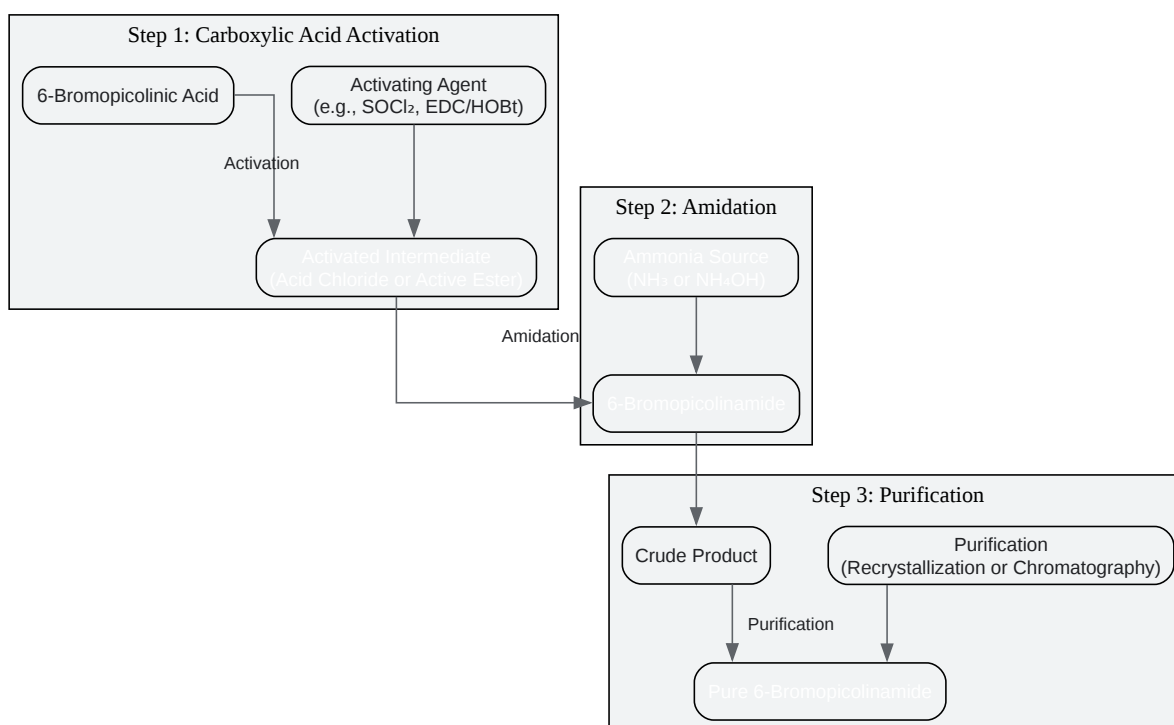 Step 1: Carboxylic Acid Activation
6-Bromopicolinic Acid
Activating Agent
(e.g., SOCl₂, EDC/HOBt)
Activation
Activated Intermediate
(Acid Chloride or Active Ester)
Step 2: Amidation
Ammonia Source
(NH₃ or NH₄OH)
Amidation
6-Bromopicolinamide
Step 3: Purification
Crude Product
Purification
(Recrystallization or Chromatography)
Purification
Pure 6-Bromopicolinamide